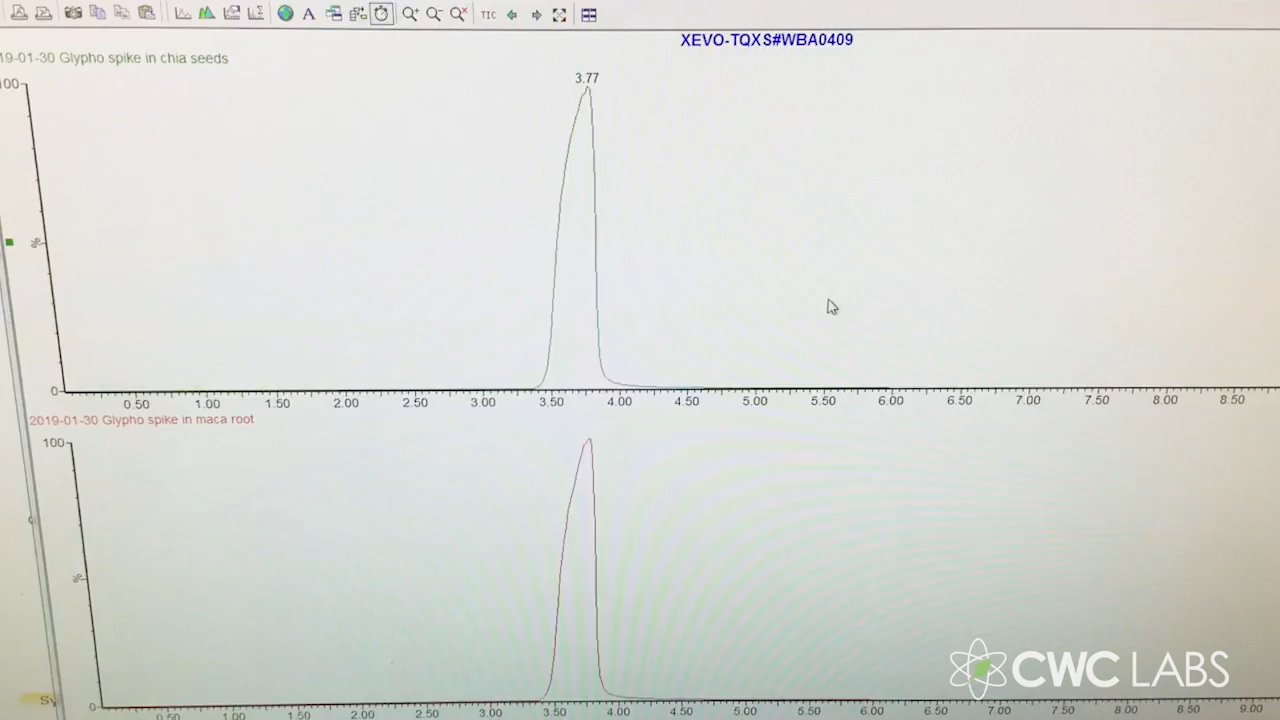 TIC
XEVO-TQXS#WBA0409
19-01-30 Glypho spike in chia seeds
3.77
100
%
0
0.50 1.00 1.50 2.00 2.50 3.00 3.50 4.00 4.50 5.00 5.50 6.00 6.50 7.00 7.50 8.00 8.50
2019-01-30 Glypho spike in maca root
100
%
0
0.50 1.00 1.50 2.00 2.50 3.00 3.50 4.00 4.50 5.00 5.50 6.00 6.50 7.00 7.50 8.00 8.50 9.00
Sy
CWC LABS